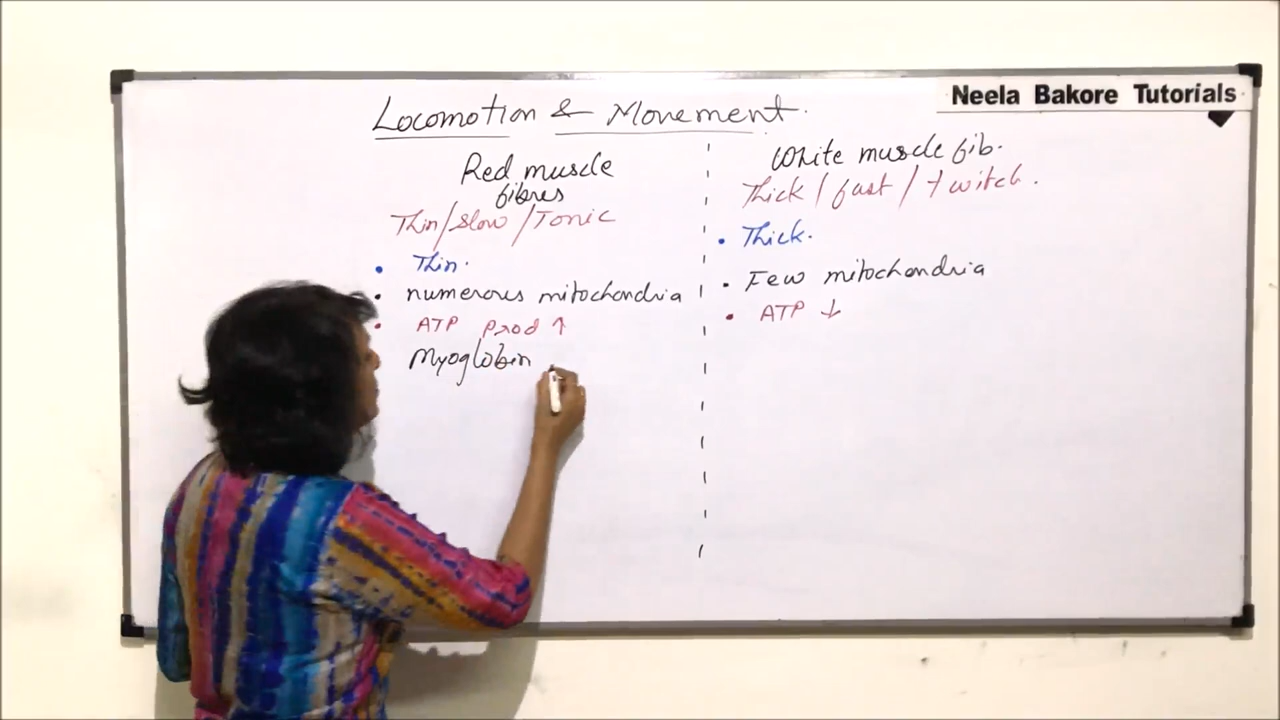 Neela Bakore Tutorials
Locomotion & Movement.
Red muscle
fibres
Thin/Slow/Tonic
• Thin.
• numerous mitochondria
• ATP prod ↑
Myoglobin
White muscle fib.
Thick / fast / twitch.
• Thick.
• Few mitochondria
• ATP ↓